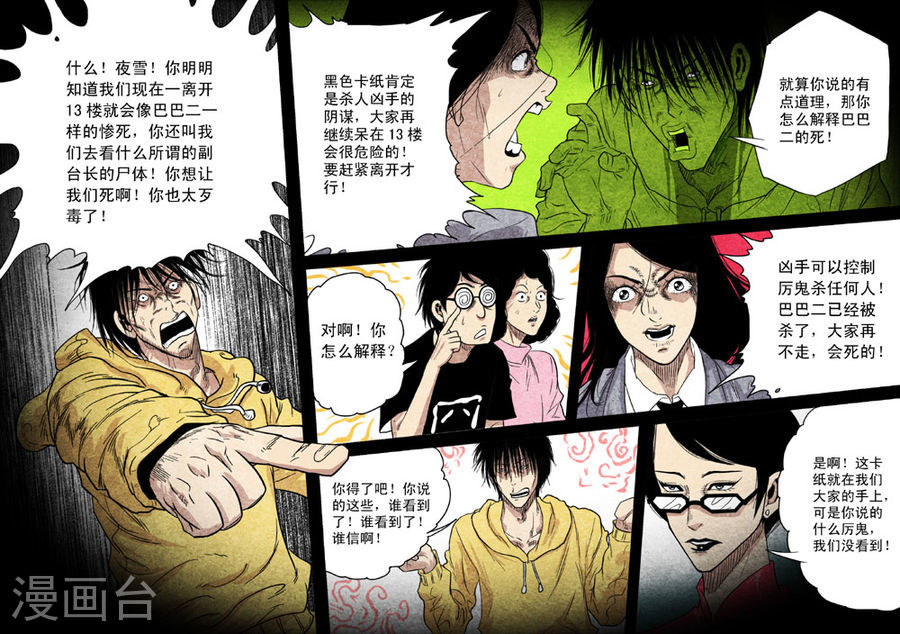 什么！夜雪！你明明
知道我们现在一离开
13楼就会像巴巴二一
样的惨死，你还叫我
们去看什么所谓的副
台长的尸体！你想让
我们死啊！你也太歹
毒了！
黑色卡纸肯定
是杀人凶手的
阴谋，大家再
继续呆在13楼
会很危险的！
要赶紧离开才
行！
就算你说的有
点道理，那你
怎么解释巴巴
二的死！
对啊！你
怎么解释？
凶手可以控制
厉鬼杀任何人！
巴巴二已经被
杀了，大家再
不走，会死的！
你得了吧！你说
的这些，谁看到
了！谁看到了！
谁信啊！
是啊！这卡
纸就在我们
大家的手上，
可是你说的
什么厉鬼，
我们没看到！
漫画台